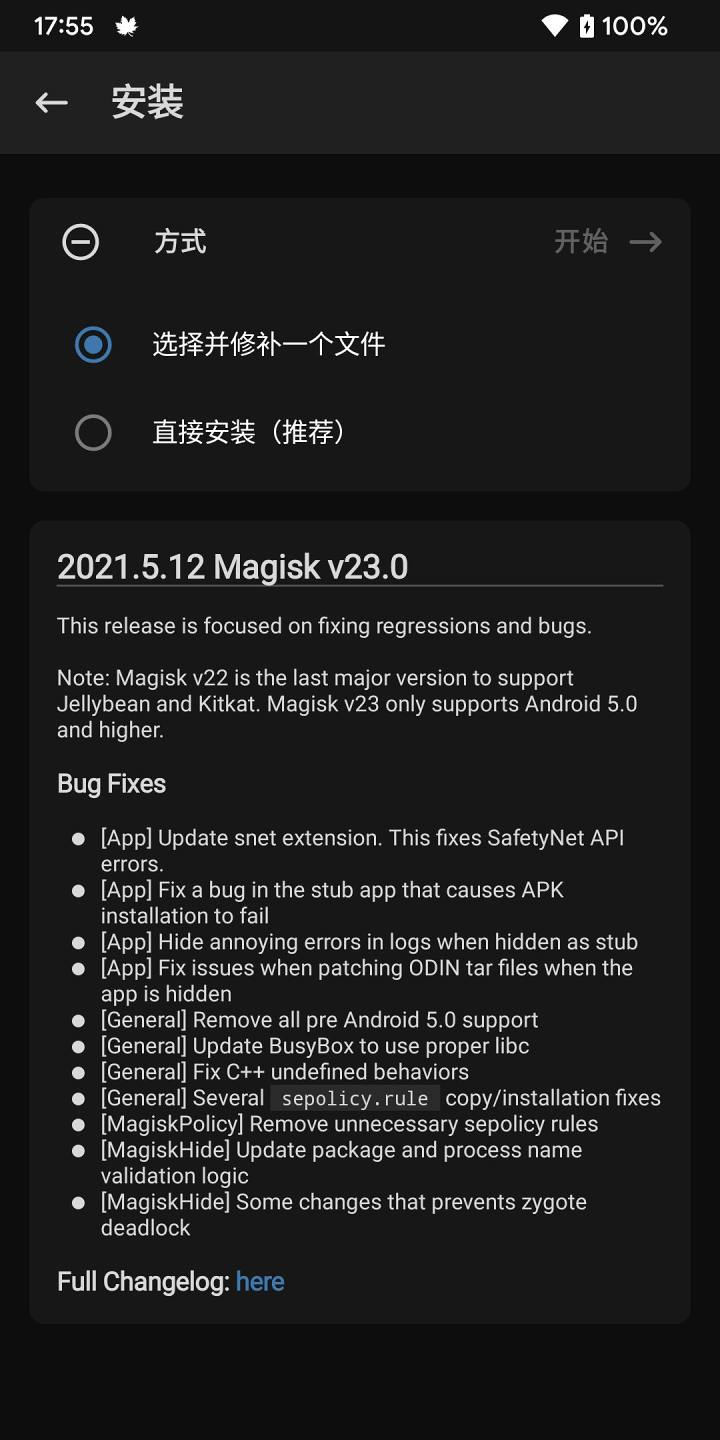 17:55 100%
安装
方式 开始
选择并修补一个文件
直接安装（推荐）
2021.5.12 Magisk v23.0
This release is focused on fixing regressions and bugs.
Note: Magisk v22 is the last major version to support
Jellybean and Kitkat. Magisk v23 only supports Android 5.0
and higher.
Bug Fixes
● [App] Update snet extension. This fixes SafetyNet API
errors.
● [App] Fix a bug in the stub app that causes APK
installation to fail
● [App] Hide annoying errors in logs when hidden as stub
● [App] Fix issues when patching ODIN tar files when the
app is hidden
● [General] Remove all pre Android 5.0 support
● [General] Update BusyBox to use proper libc
● [General] Fix C++ undefined behaviors
● [General] Several sepolicy.rule copy/installation fixes
● [MagiskPolicy] Remove unnecessary sepolicy rules
● [MagiskHide] Update package and process name
validation logic
● [MagiskHide] Some changes that prevents zygote
deadlock
Full Changelog: here